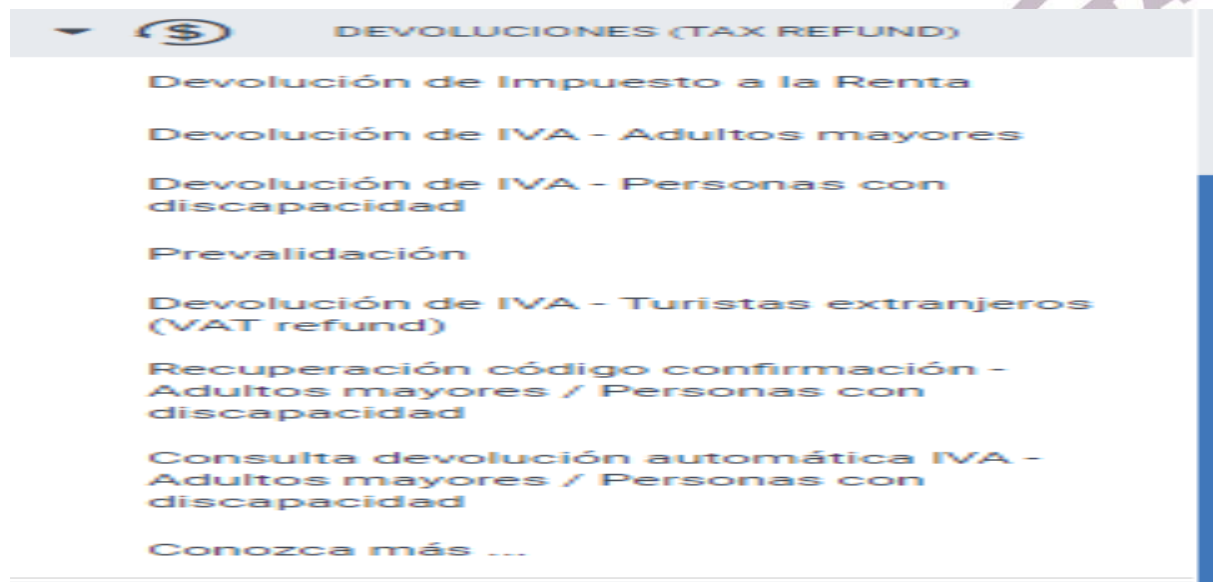 DEVOLUCIONES (TAX REFUND)
Devolución de Impuesto a la Renta
Devolución de IVA - Adultos mayores
Devolución de IVA - Personas con
discapacidad
Prevalidación
Devolución de IVA - Turistas extranjeros
(VAT refund)
Recuperación código confirmación -
Adultos mayores / Personas con
discapacidad
Consulta devolución automática IVA -
Adultos mayores / Personas con
discapacidad
Conozca más ...